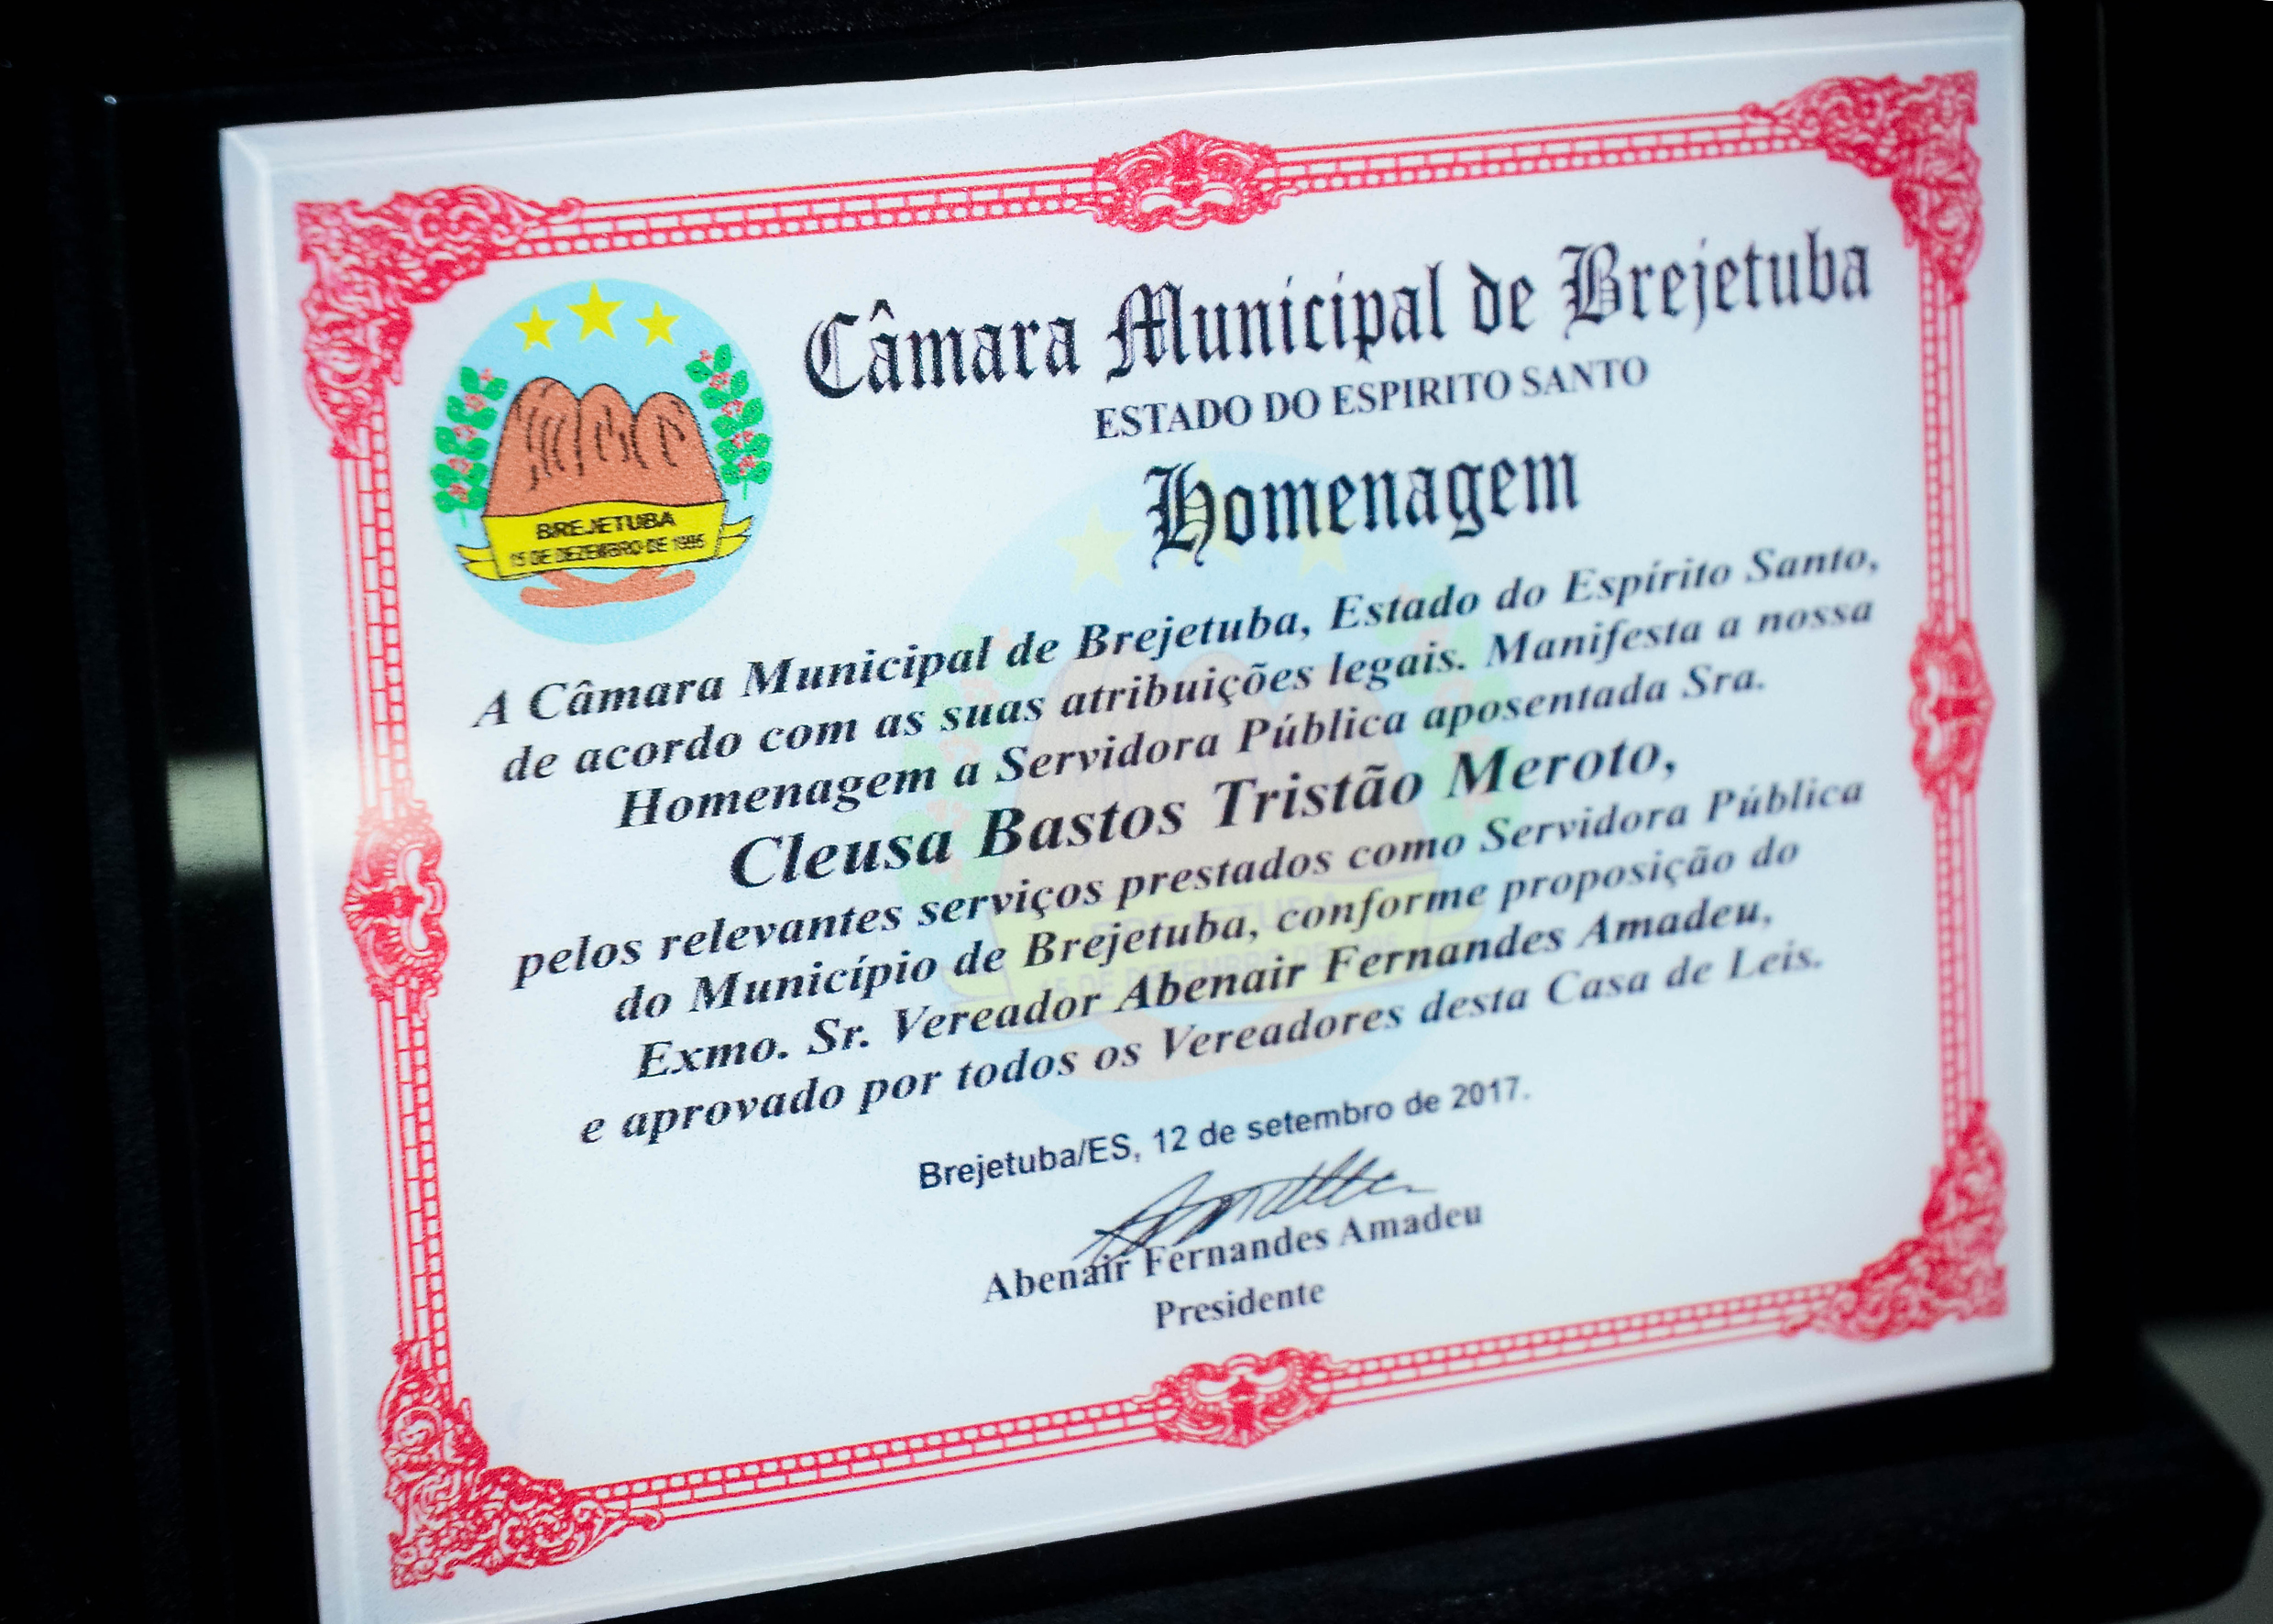 Câmara Municipal de Brejetuba
ESTADO DO ESPIRITO SANTO
Homenagem
BREJETUBA
15 DE DEZEMBRO DE 1995
A Câmara Municipal de Brejetuba, Estado do Espírito Santo,
de acordo com as suas atribuições legais. Manifesta a nossa
Homenagem a Servidora Pública aposentada Sra.
Cleusa Bastos Tristão Meroto,
pelos relevantes serviços prestados como Servidora Pública
do Município de Brejetuba, conforme proposição do
Exmo. Sr. Vereador Abenair Fernandes Amadeu,
e aprovado por todos os Vereadores desta Casa de Leis.
Brejetuba/ES, 12 de setembro de 2017.
Abenair Fernandes Amadeu
Presidente